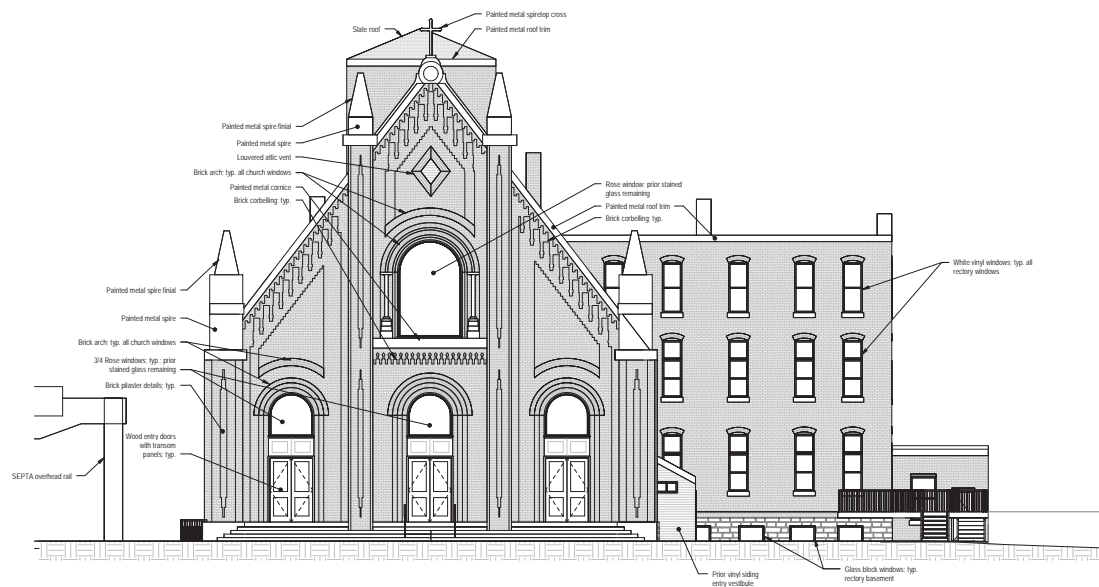 Painted metal spiretop cross
Slate roof
Painted metal roof trim
Painted metal spire finial
Painted metal spire
Louvered attic vent
Brick arch; typ. all church windows
Painted metal cornice
Brick corbelling; typ.
Rose window; prior stained
glass remaining
Painted metal roof trim
Brick corbelling; typ.
White vinyl windows; typ. all
rectory windows
Painted metal spire finial
Painted metal spire
Brick arch; typ. all church windows
3/4 Rose windows; typ.; prior
stained glass remaining
Brick pilaster details; typ.
Wood entry doors
with transom
panels; typ.
SEPTA overhead rail
Prior vinyl siding
entry vestibule
Glass block windows; typ.
rectory basement